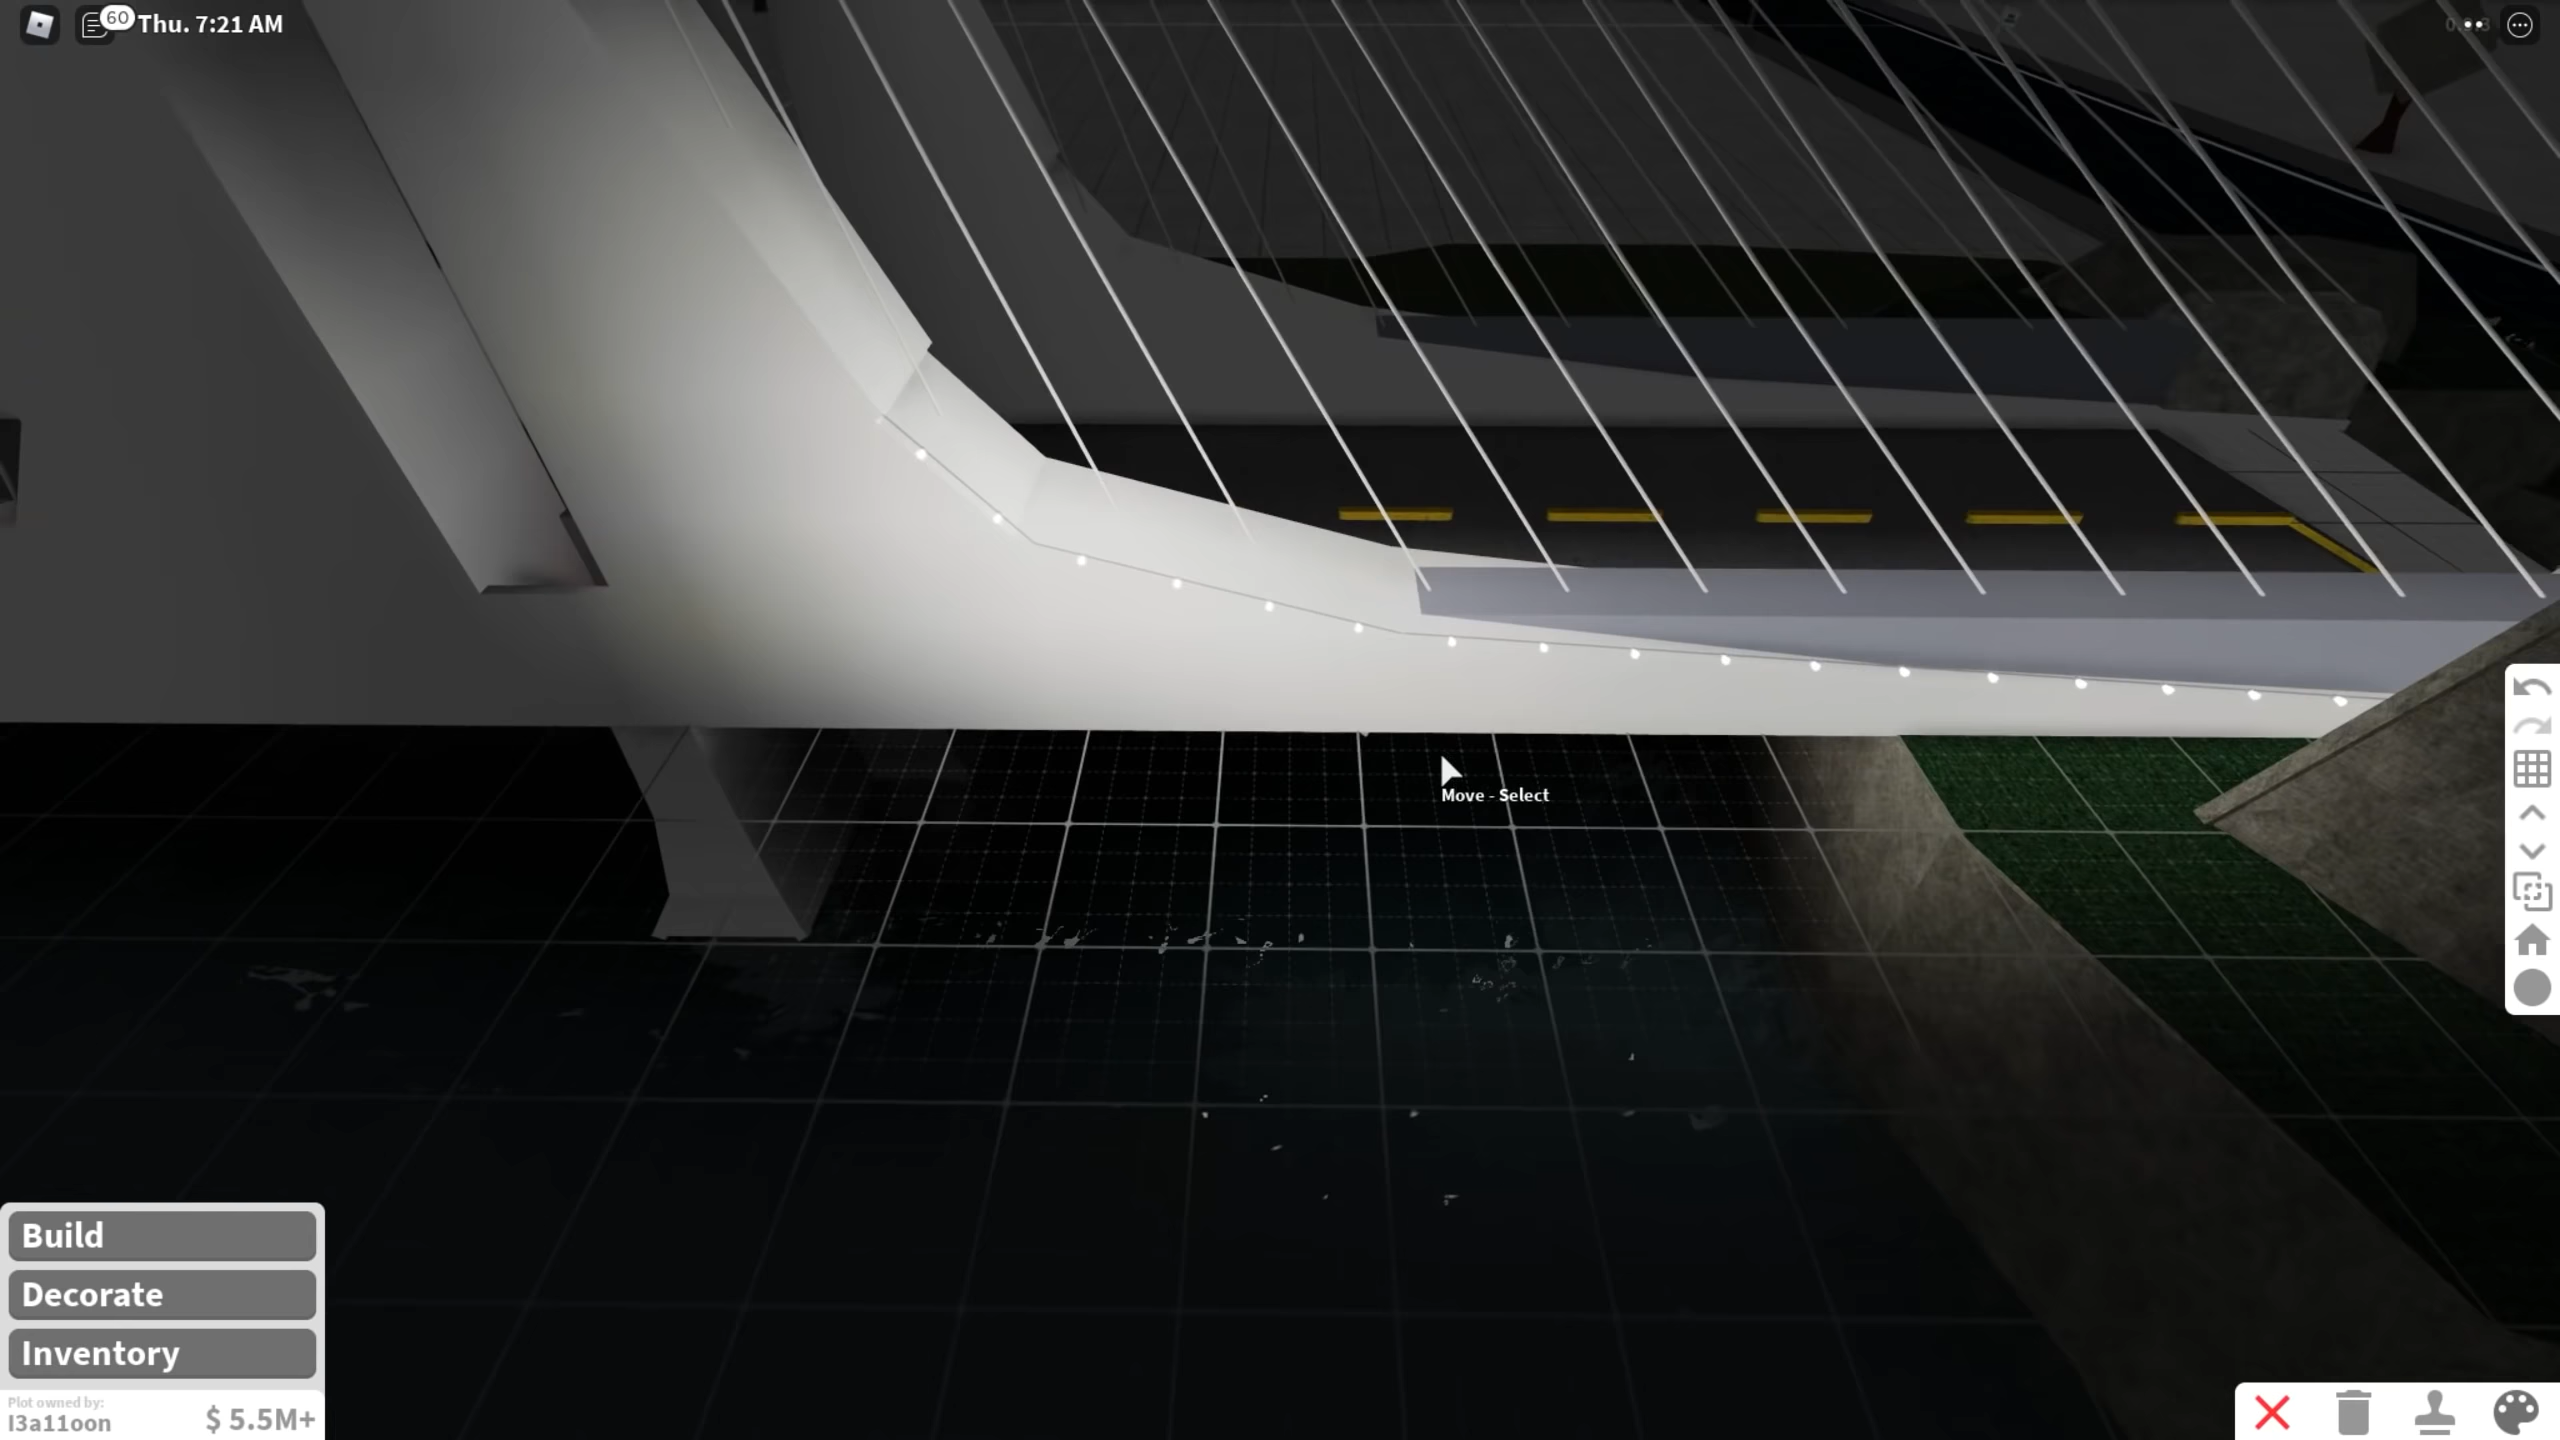 60
Thu. 7:21 AM
Move - Select
Build
Decorate
Inventory
Plot owned by:
l3a11oon
$ 5.5M+